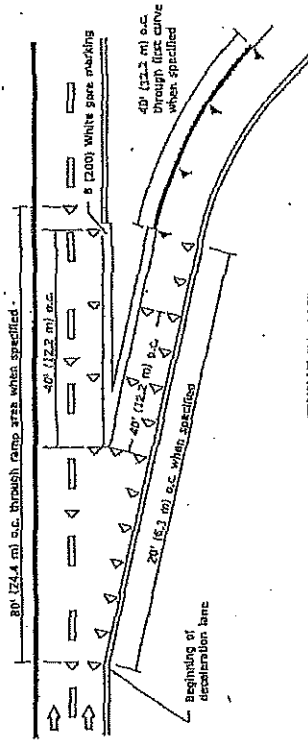 80' (24.4 m) o.c. through ramp area when specified
40' (12.2 m) o.c.
8 (200) White gore marking
40' (12.2 m) o.c.
through first curve
when specified
40' (12.2 m) o.c.
20' (6.1 m) o.c. when specified
Beginning of
deceleration lane